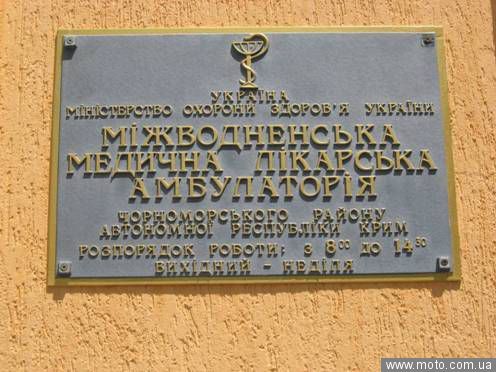 УКРАЇНА
МІНІСТЕРСТВО ОХОРОНИ ЗДОРОВ'Я УКРАЇНИ
МІЖВОДНЕНСЬКА
МЕДИЧНА ЛІКАРСЬКА
АМБУЛАТОРІЯ
ЧОРНОМОРСЬКОГО РАЙОНУ
АВТОНОМНОЇ РЕСПУБЛІКИ КРИМ
РОЗПОРЯДОК РОБОТИ: З 800 ДО 1430
ВИХІДНИЙ - НЕДІЛЯ
www.moto.com.ua